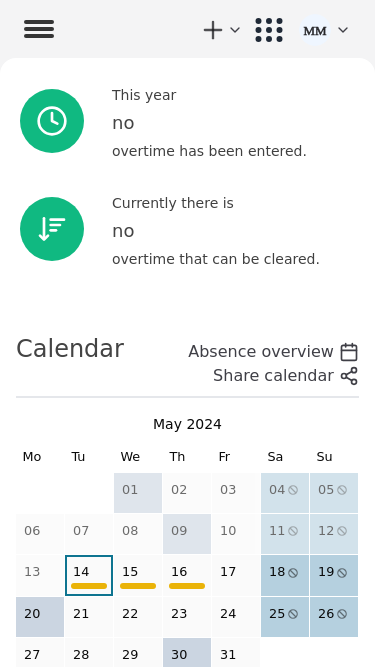 MM
This year
no
overtime has been entered.
Currently there is
no
overtime that can be cleared.
Calendar
Absence overview
Share calendar
May 2024
Mo Tu We Th Fr Sa Su
01 02 03 04 05
06 07 08 09 10 11 12
13 14 15 16 17 18 19
20 21 22 23 24 25 26
27 28 29 30 31